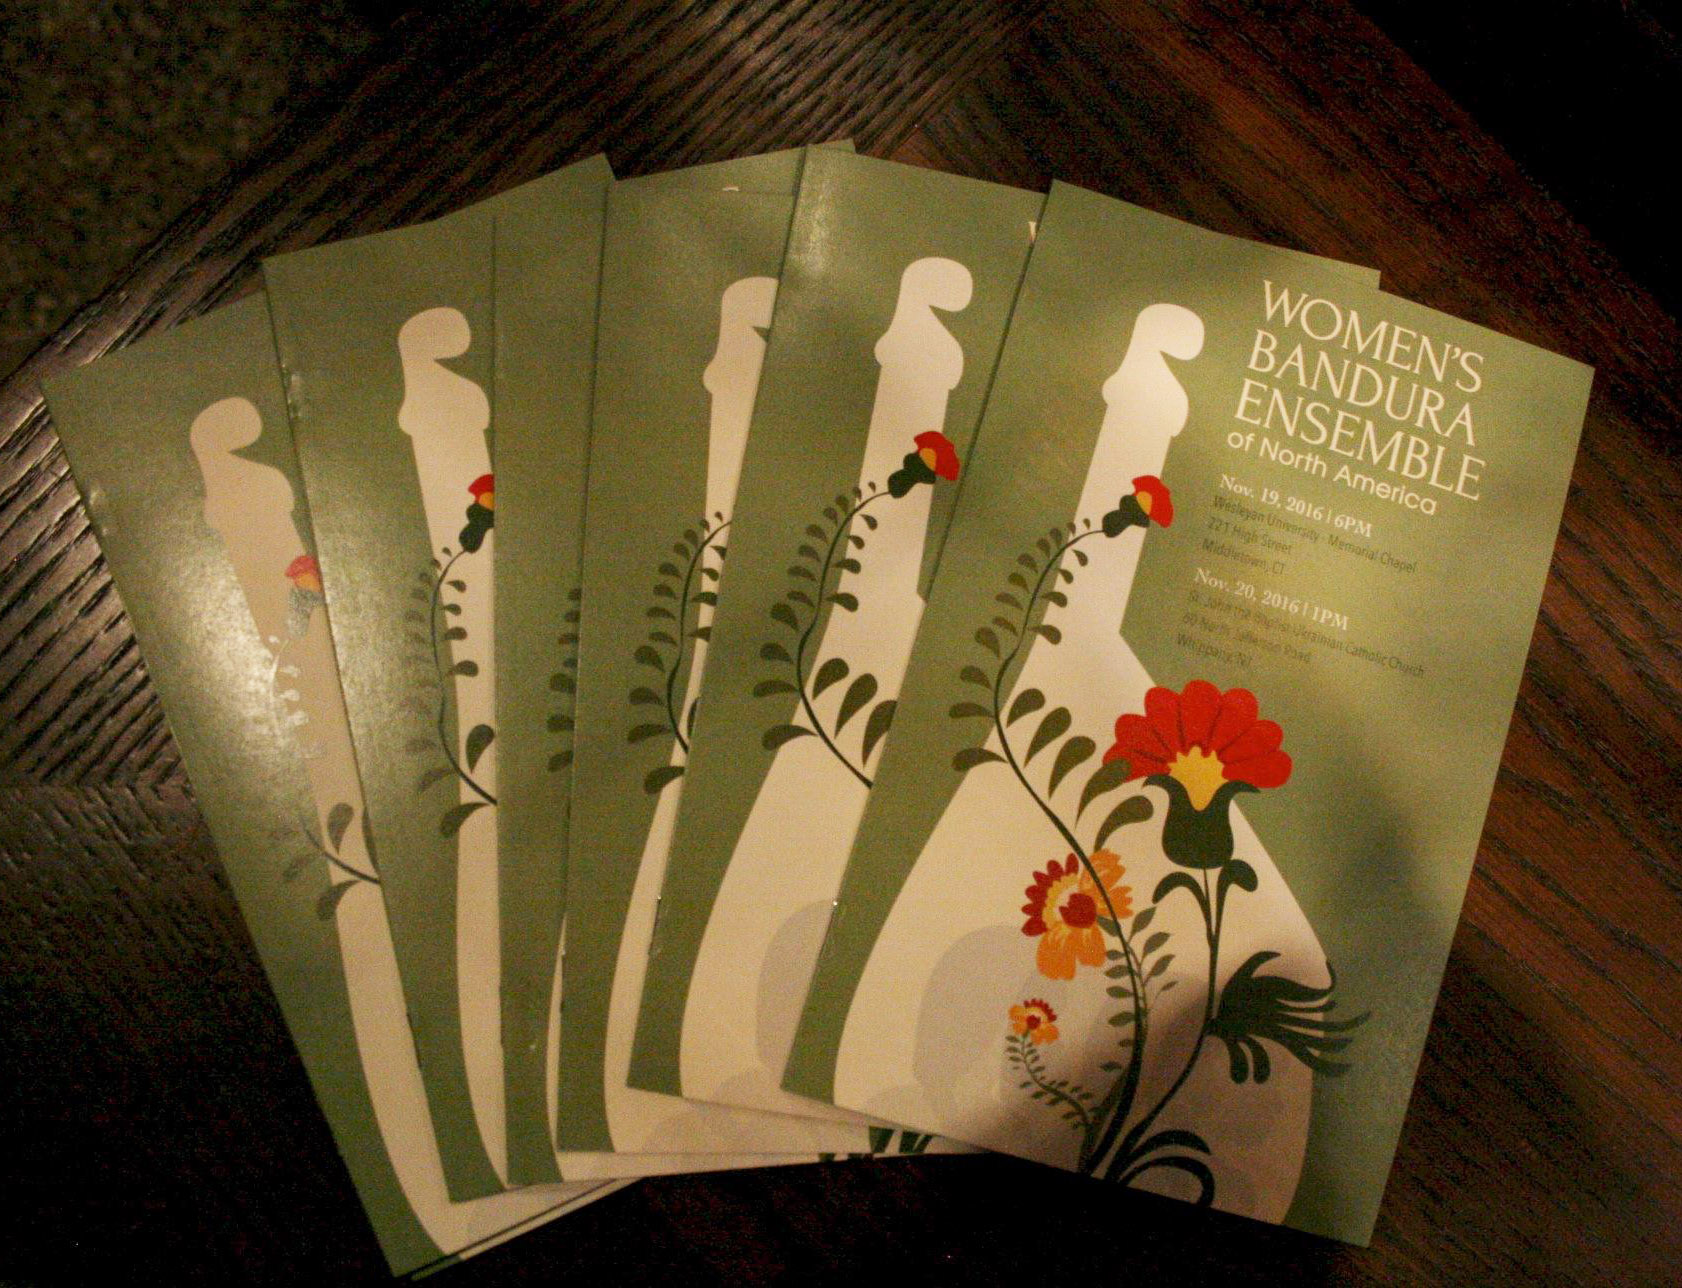 WOMEN'S
BANDURA
ENSEMBLE
of North America
Nov. 19, 2016 | 6PM
Wesleyan University - Memorial Chapel
221 High Street
Middletown, CT
Nov. 20, 2016 | 1PM
St. John the Baptist Ukrainian Catholic Church
60 North Jefferson Road
Whippany, NJ